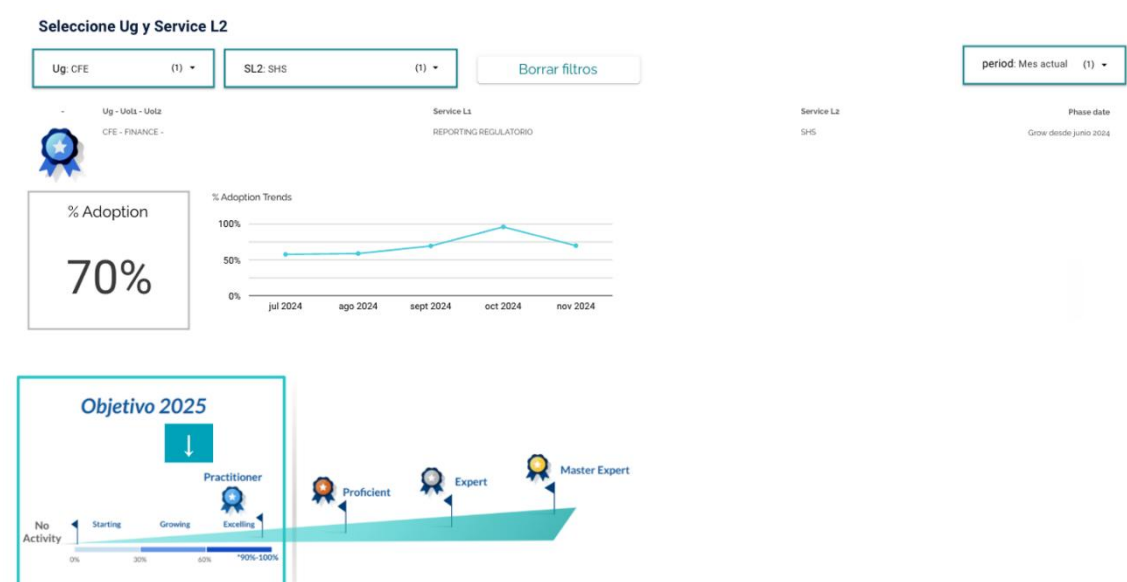 Seleccione Ug y Service L2
Ug: CFE (1)
SL2: SHS (1)
Borrar filtros
period: Mes actual (1)
- Ug - Uol1 - Uol2 Service L1 Service L2 Phase date
CFE - FINANCE - REPORTING REGULATORIO SHS Grow desde junio 2024
% Adoption
70%
% Adoption Trends
100%
50%
0%
jul 2024 ago 2024 sept 2024 oct 2024 nov 2024
Objetivo 2025
↓
Practitioner
Proficient
Expert
Master Expert
No Activity
Starting Growing Excelling
0% 30% 60% *90%-100%